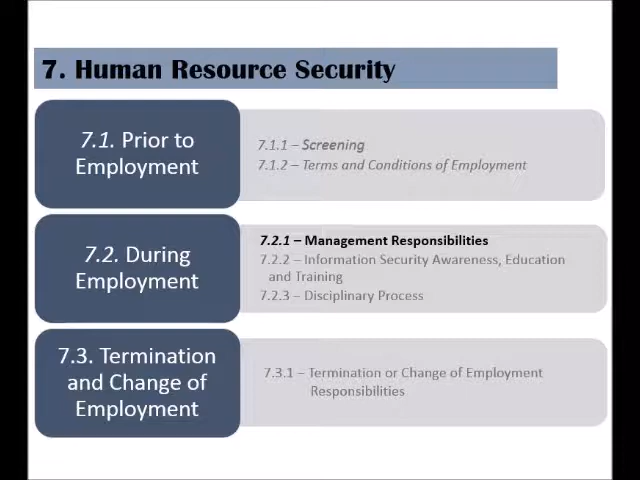 7. Human Resource Security
7.1. Prior to
Employment
7.1.1 – Screening
7.1.2 – Terms and Conditions of Employment
7.2. During
Employment
7.2.1 – Management Responsibilities
7.2.2 – Information Security Awareness, Education
and Training
7.2.3 – Disciplinary Process
7.3. Termination
and Change of
Employment
7.3.1 – Termination or Change of Employment
Responsibilities